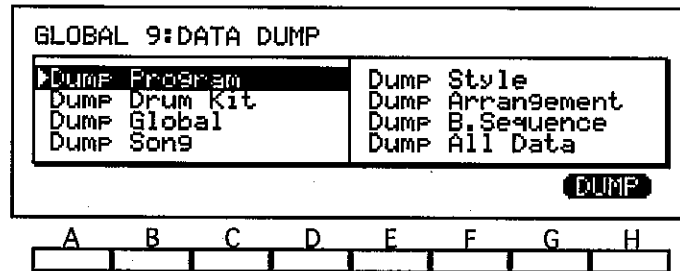 GLOBAL 9:DATA DUMP
Dump Program
Dump Drum Kit
Dump Global
Dump Song
Dump Style
Dump Arrangement
Dump B.Sequence
Dump All Data
DUMP
A B C D E F G H